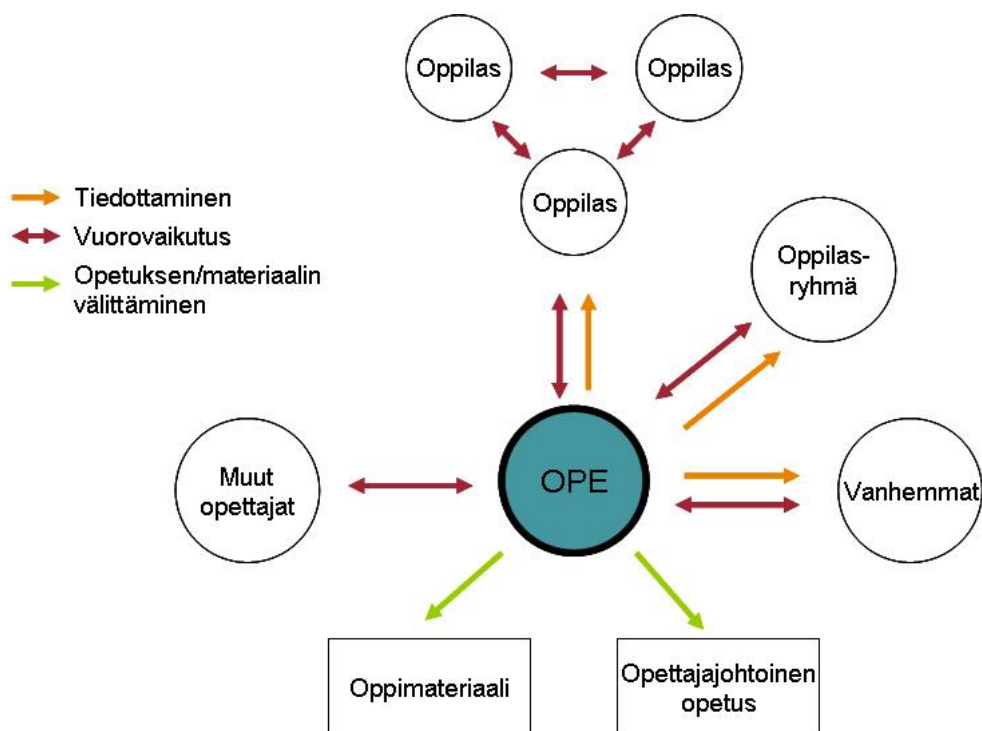 Oppilas
Oppilas
Oppilas
Tiedottaminen
Vuorovaikutus
Opetuksen/materiaalin
välittäminen
Oppilas-
ryhmä
Muut
opettajat
OPE
Vanhemmat
Oppimateriaali
Opettajajohtoinen
opetus